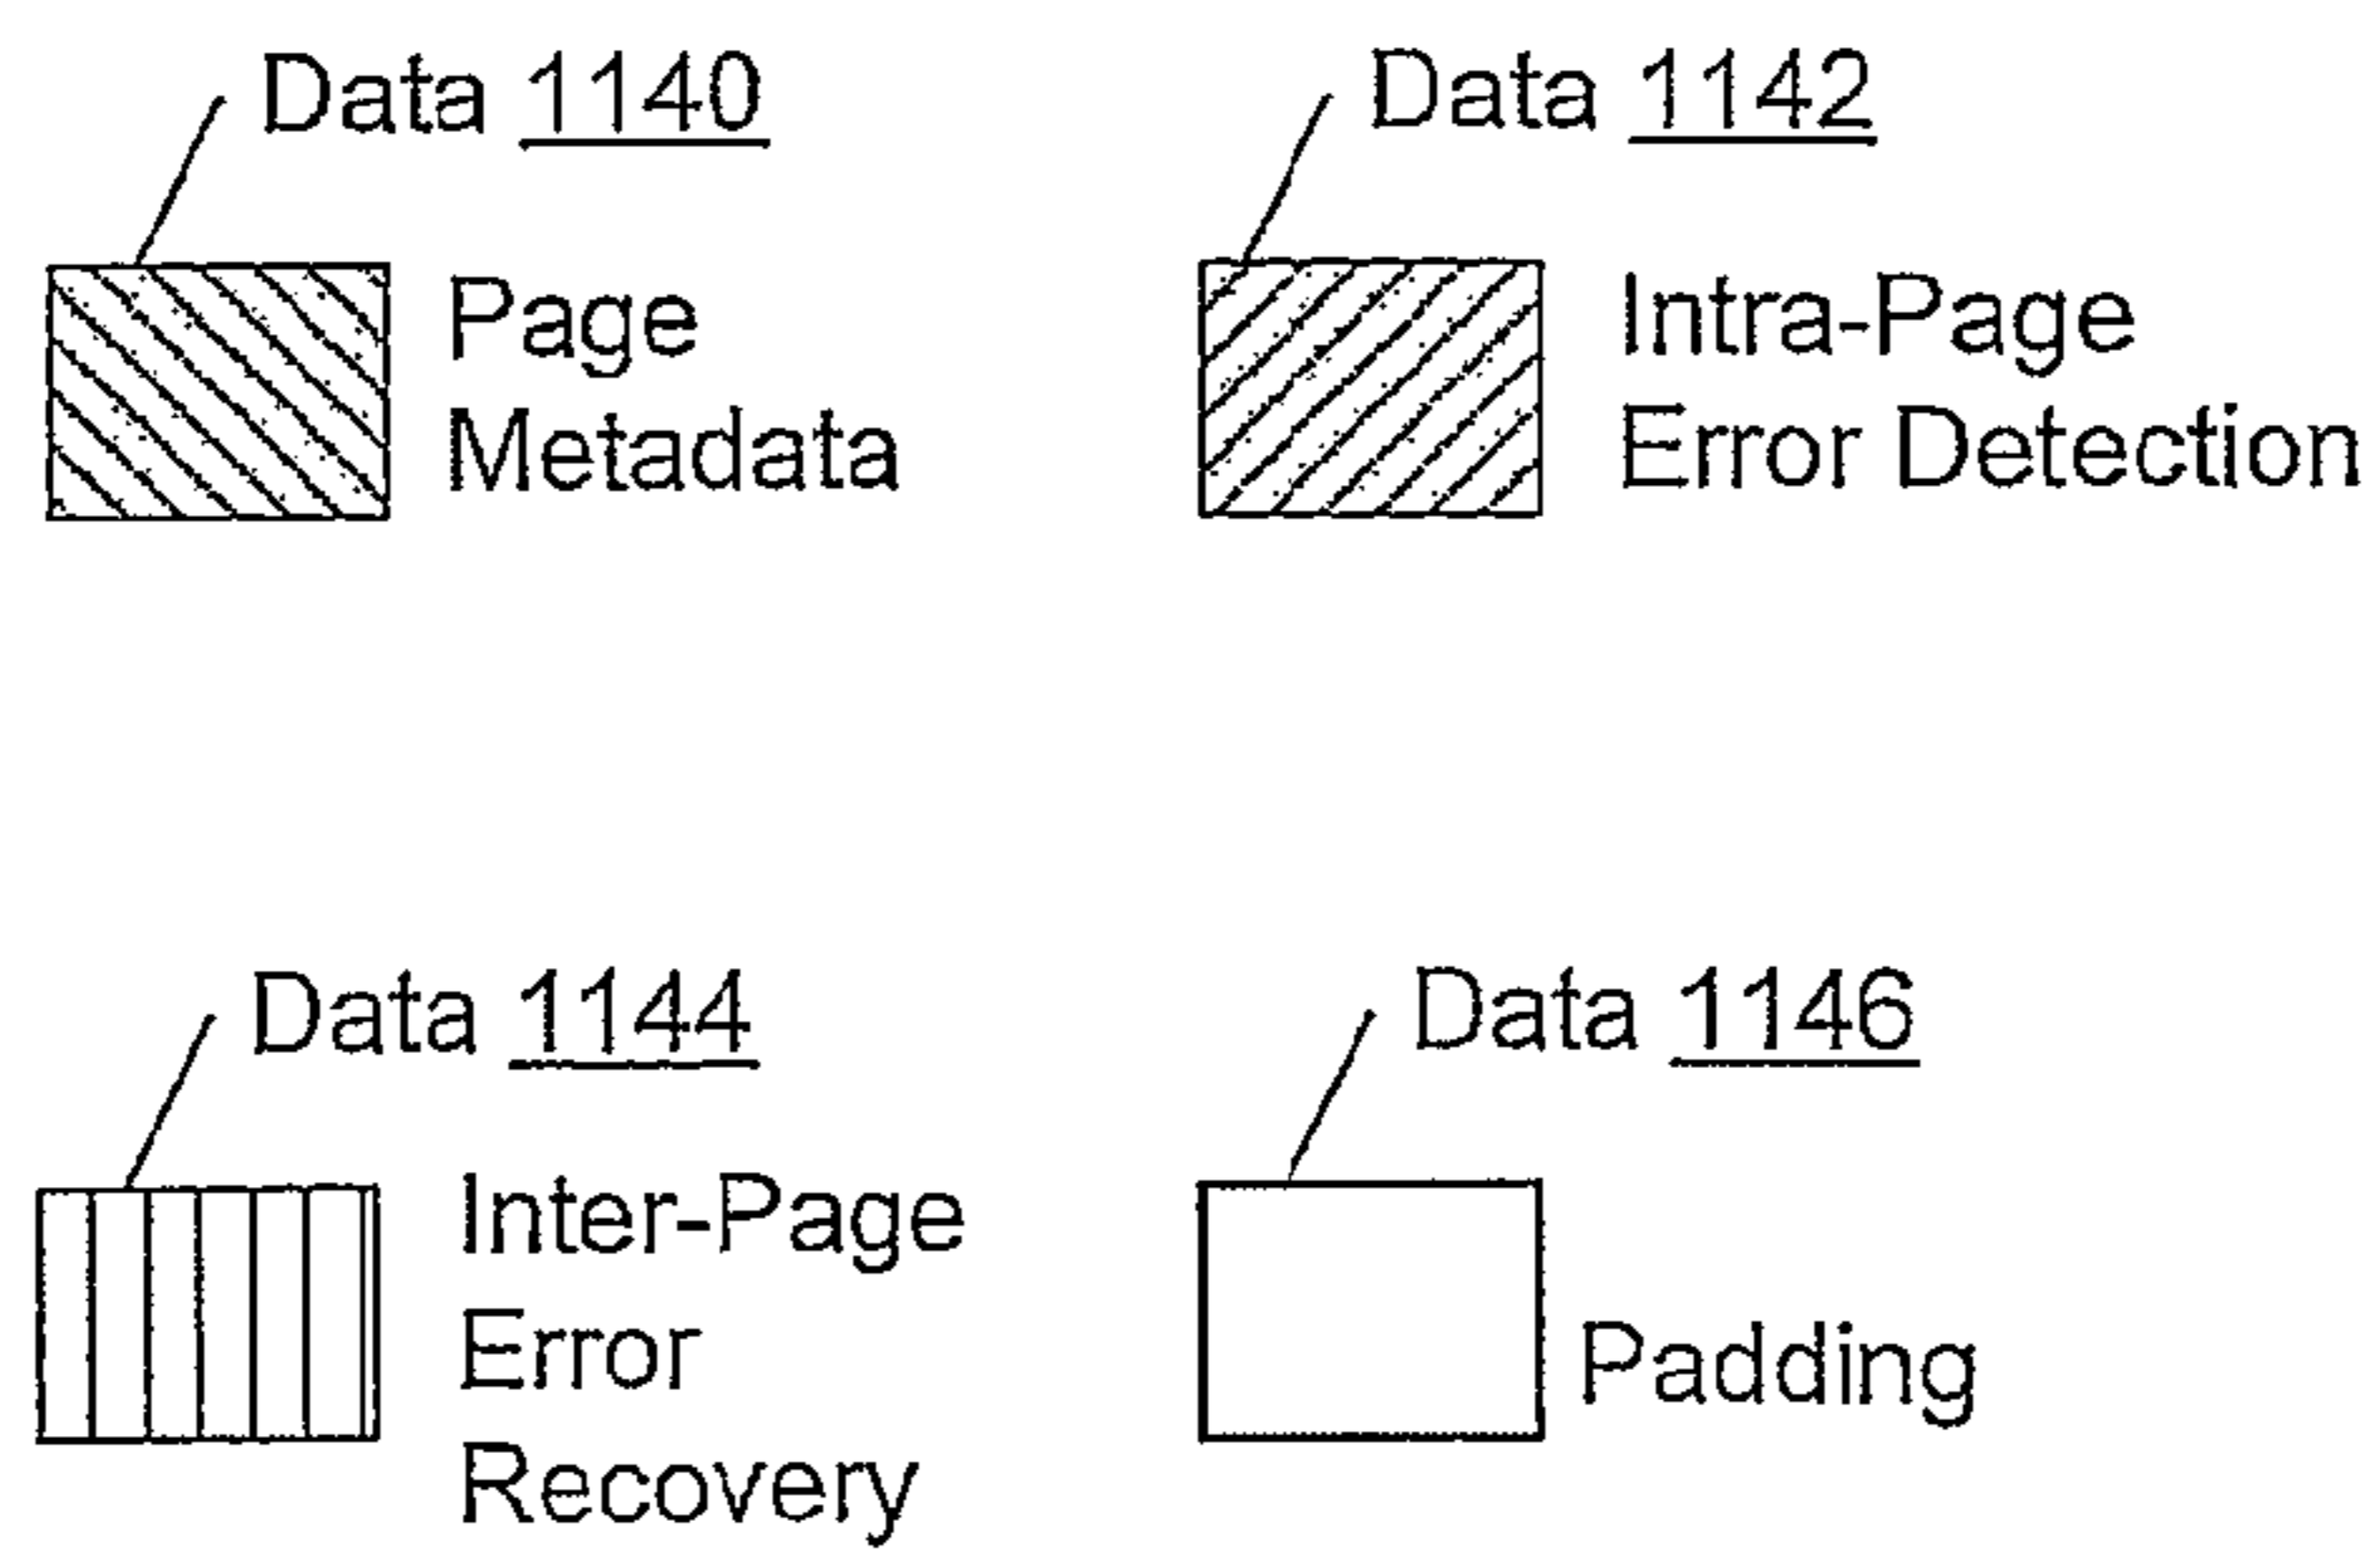 Data 1140
Page
Metadata
Data 1142
Intra-Page
Error Detection
Data 1144
Inter-Page
Error
Recovery
Data 1146
Padding